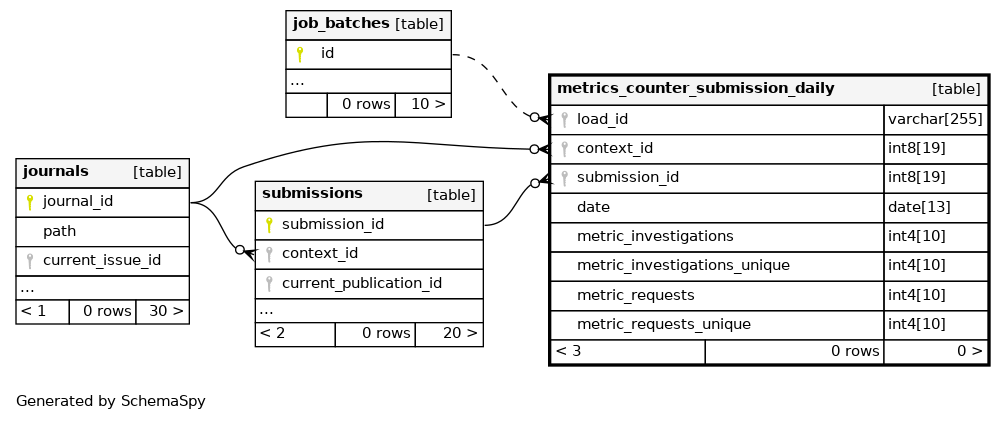 job_batches [table]
id
...
0 rows 10 >
metrics_counter_submission_daily [table]
load_id varchar[255]
context_id int8[19]
submission_id int8[19]
date date[13]
metric_investigations int4[10]
metric_investigations_unique int4[10]
metric_requests int4[10]
metric_requests_unique int4[10]
< 3 0 rows 0 >
journals [table]
journal_id
path
current_issue_id
...
< 1 0 rows 30 >
submissions [table]
submission_id
context_id
current_publication_id
...
< 2 0 rows 20 >
Generated by SchemaSpy